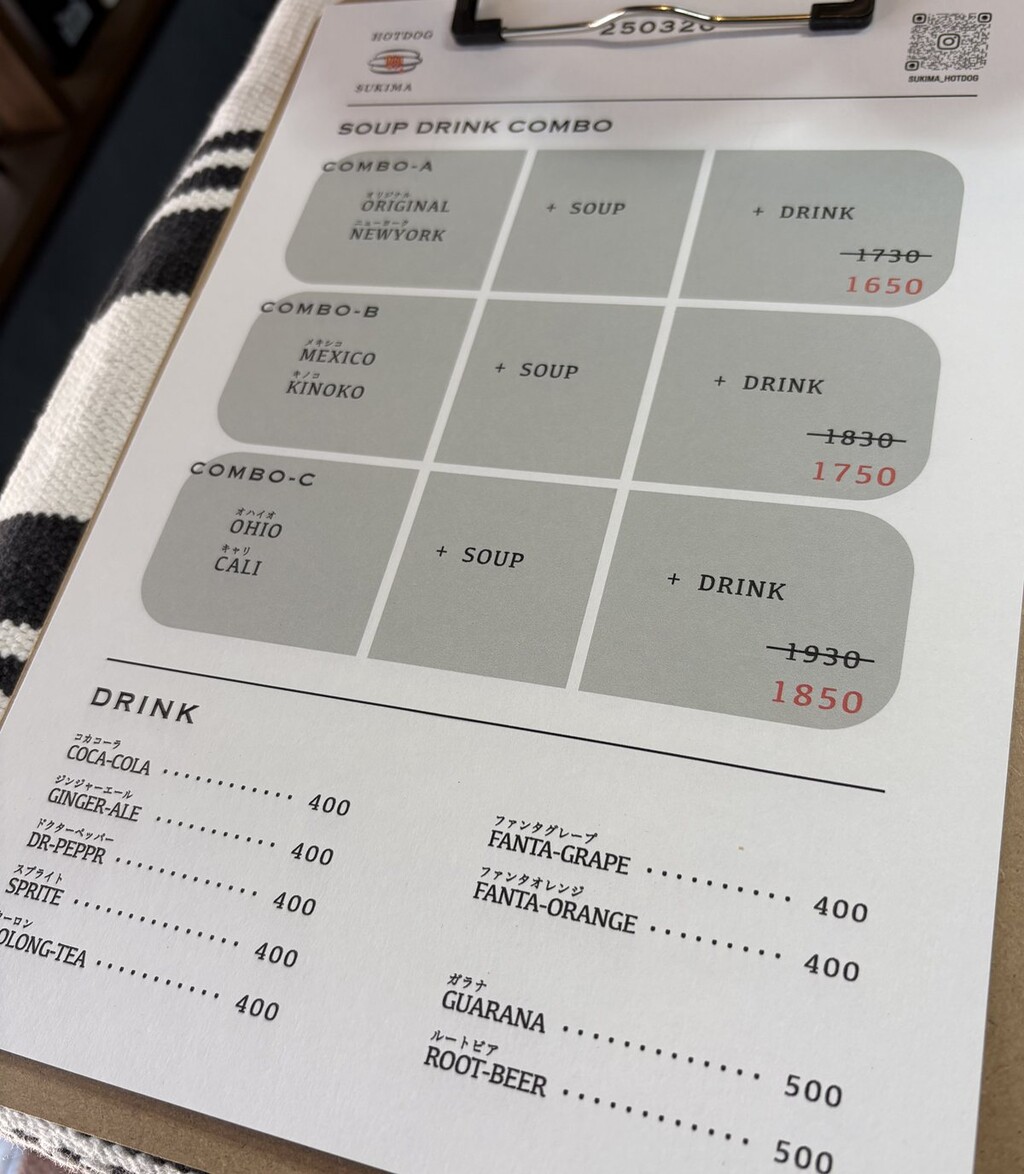 HOTDOG
SUKIMA
SUKIMA_HOTDOG
SOUP DRINK COMBO
COMBO-A
オリジナル
ORIGINAL
ニューヨーク
NEWYORK
+ SOUP
+ DRINK
1730
1650
COMBO-B
メキシコ
MEXICO
キノコ
KINOKO
+ SOUP
+ DRINK
1830
1750
COMBO-C
オハイオ
OHIO
キャリ
CALI
+ SOUP
+ DRINK
1930
1850
DRINK
コカコーラ
COCA-COLA ············ 400
ジンジャーエール
GINGER-ALE ··········· 400
ドクターペッパー
DR-PEPPR ············· 400
スプライト
SPRITE ··············· 400
ーロン
OLONG-TEA ··········· 400
ファンタグレープ
FANTA-GRAPE ·········· 400
ファンタオレンジ
FANTA-ORANGE ········· 400
ガラナ
GUARANA ·············· 500
ルートビア
ROOT-BEER ············· 500